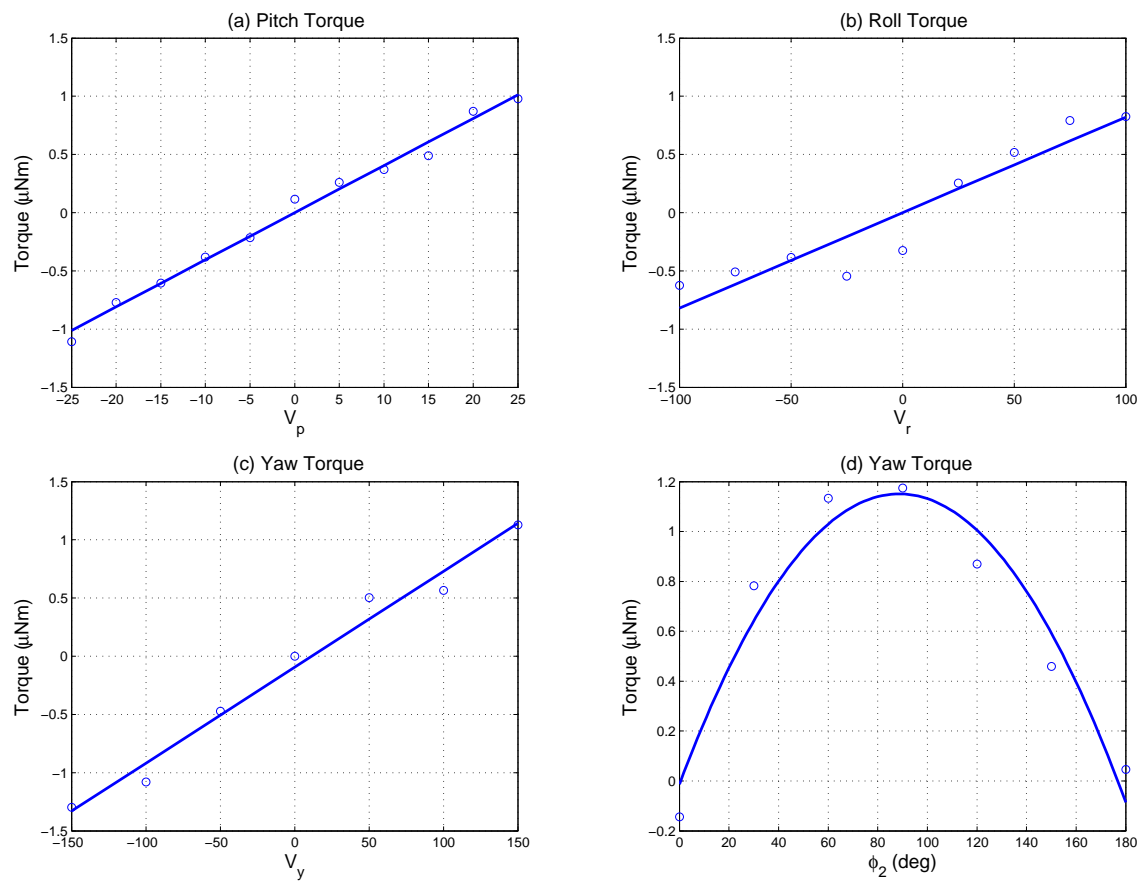 (a) Pitch Torque
1.5
1
0.5
0
−0.5
−1
−1.5
Torque (μNm)
−25 −20 −15 −10 −5 0 5 10 15 20 25
V_p
(b) Roll Torque
1.5
1
0.5
0
−0.5
−1
−1.5
Torque (μNm)
−100 −50 0 50 100
V_r
(c) Yaw Torque
1.5
1
0.5
0
−0.5
−1
−1.5
Torque (μNm)
−150 −100 −50 0 50 100 150
V_y
(d) Yaw Torque
1.2
1
0.8
0.6
0.4
0.2
0
−0.2
Torque (μNm)
0 20 40 60 80 100 120 140 160 180
ϕ_2 (deg)